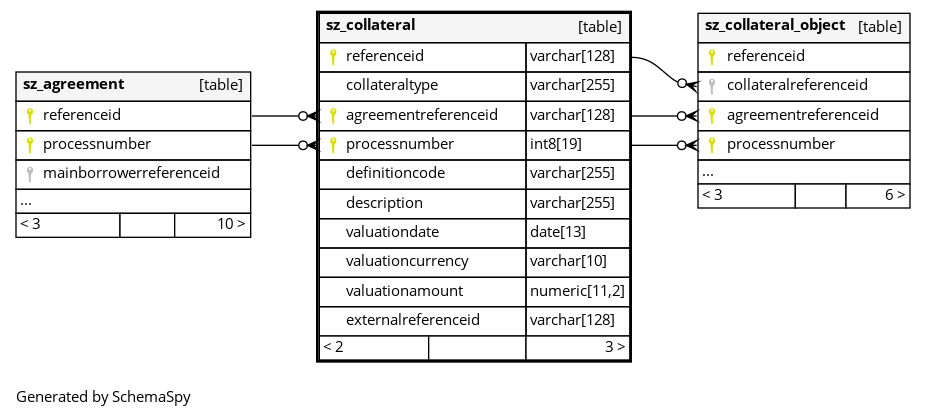 sz_agreement [table]
referenceid
processnumber
mainborrowerreferenceid
...
< 3 10 >
sz_collateral [table]
referenceid varchar[128]
collateraltype varchar[255]
agreementreferenceid varchar[128]
processnumber int8[19]
definitioncode varchar[255]
description varchar[255]
valuationdate date[13]
valuationcurrency varchar[10]
valuationamount numeric[11,2]
externalreferenceid varchar[128]
< 2 3 >
sz_collateral_object [table]
referenceid
collateralreferenceid
agreementreferenceid
processnumber
...
< 3 6 >
Generated by SchemaSpy